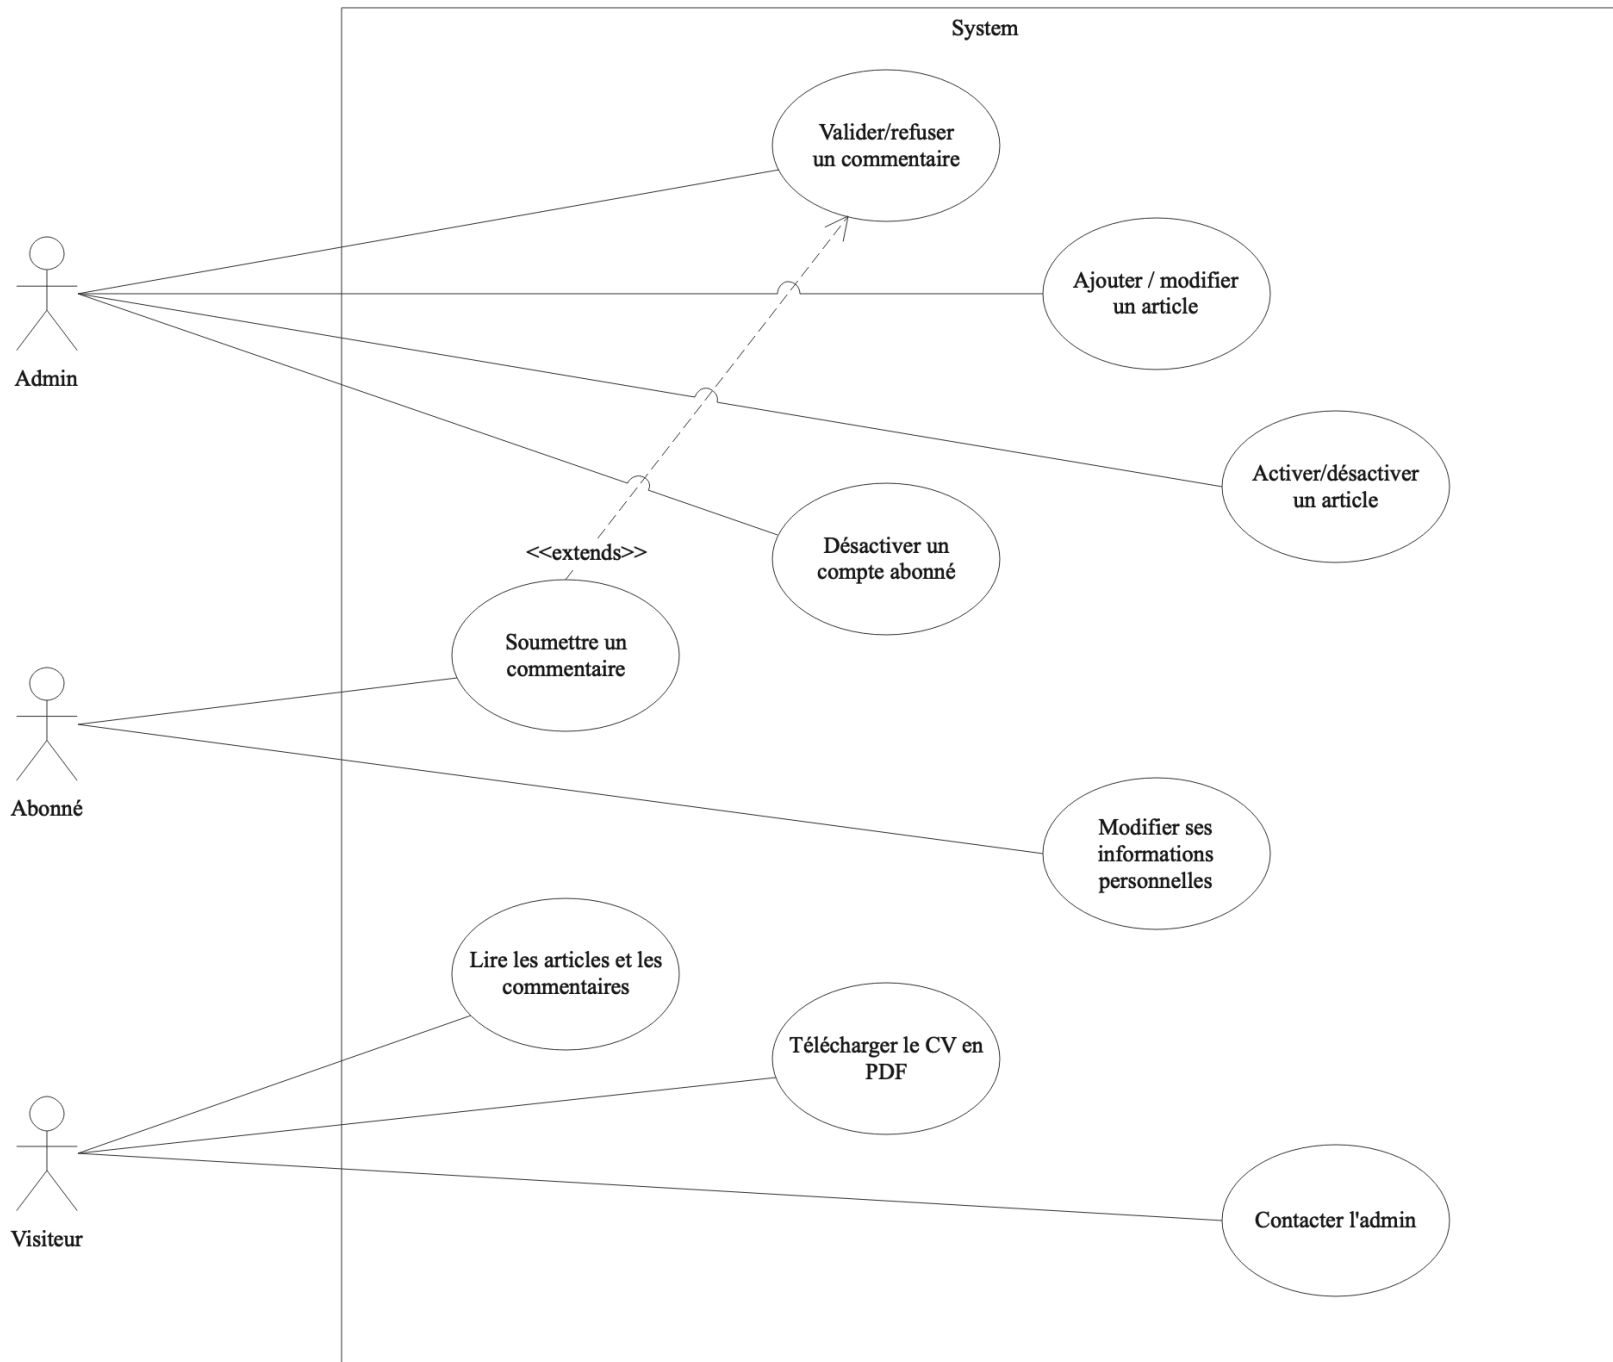 System
Valider/refuser
un commentaire
Ajouter / modifier
un article
Admin
Activer/désactiver
un article
Désactiver un
compte abonné
<<extends>>
Soumettre un
commentaire
Abonné
Modifier ses
informations
personnelles
Lire les articles et les
commentaires
Télécharger le CV en
PDF
Visiteur
Contacter l'admin